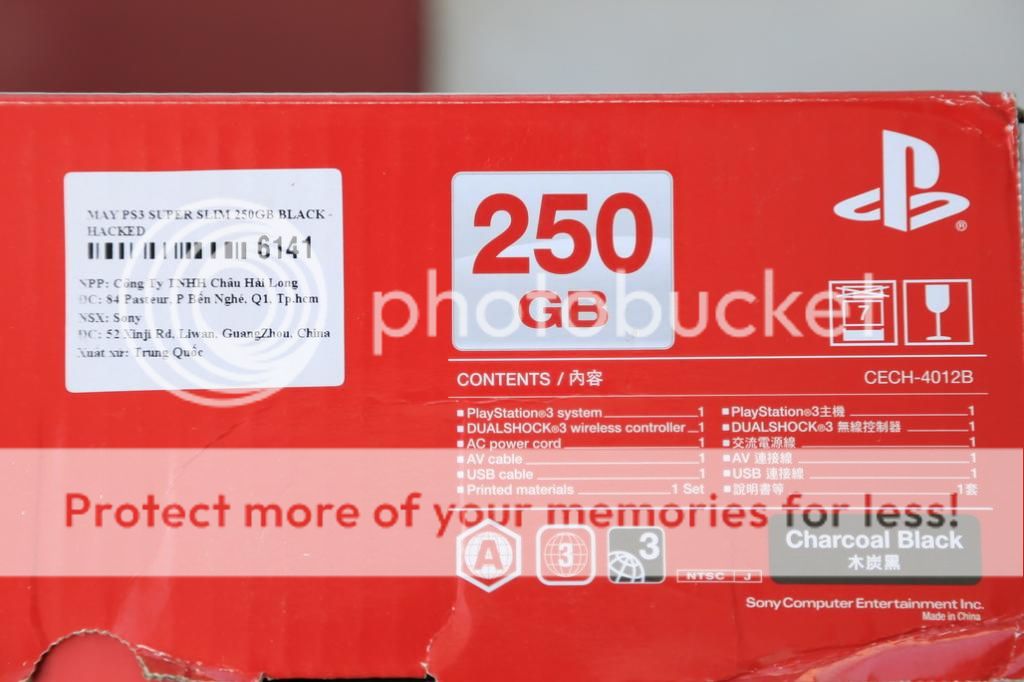 MAY PS3 SUPER SLIM 250GB BLACK -
HACKED
6141
NPP: Công Ty TNHH Châu Hải Long
ĐC: 84 Pasteur, P Bến Nghé, Q1, Tp.hcm
NSX: Sony
ĐC: 52 Xinji Rd, Liwan, GuangZhou, China
Xuất xứ: Trung Quốc
250
GB
®
7
photobucket
CONTENTS / 內容
CECH-4012B
■ PlayStation®3 system 1
■ DUALSHOCK®3 wireless controller 1
■ AC power cord 1
■ AV cable 1
■ USB cable 1
■ Printed materials 1 Set
■ PlayStation®3主機 1
■ DUALSHOCK®3 無線控制器 1
■ 交流電源線 1
■ AV 連接線 1
■ USB 連接線 1
■ 說明書等 1套
Protect more of your memories for less!
A
3
3
NTSC J
Charcoal Black
木炭黑
Sony Computer Entertainment Inc.
Made in China